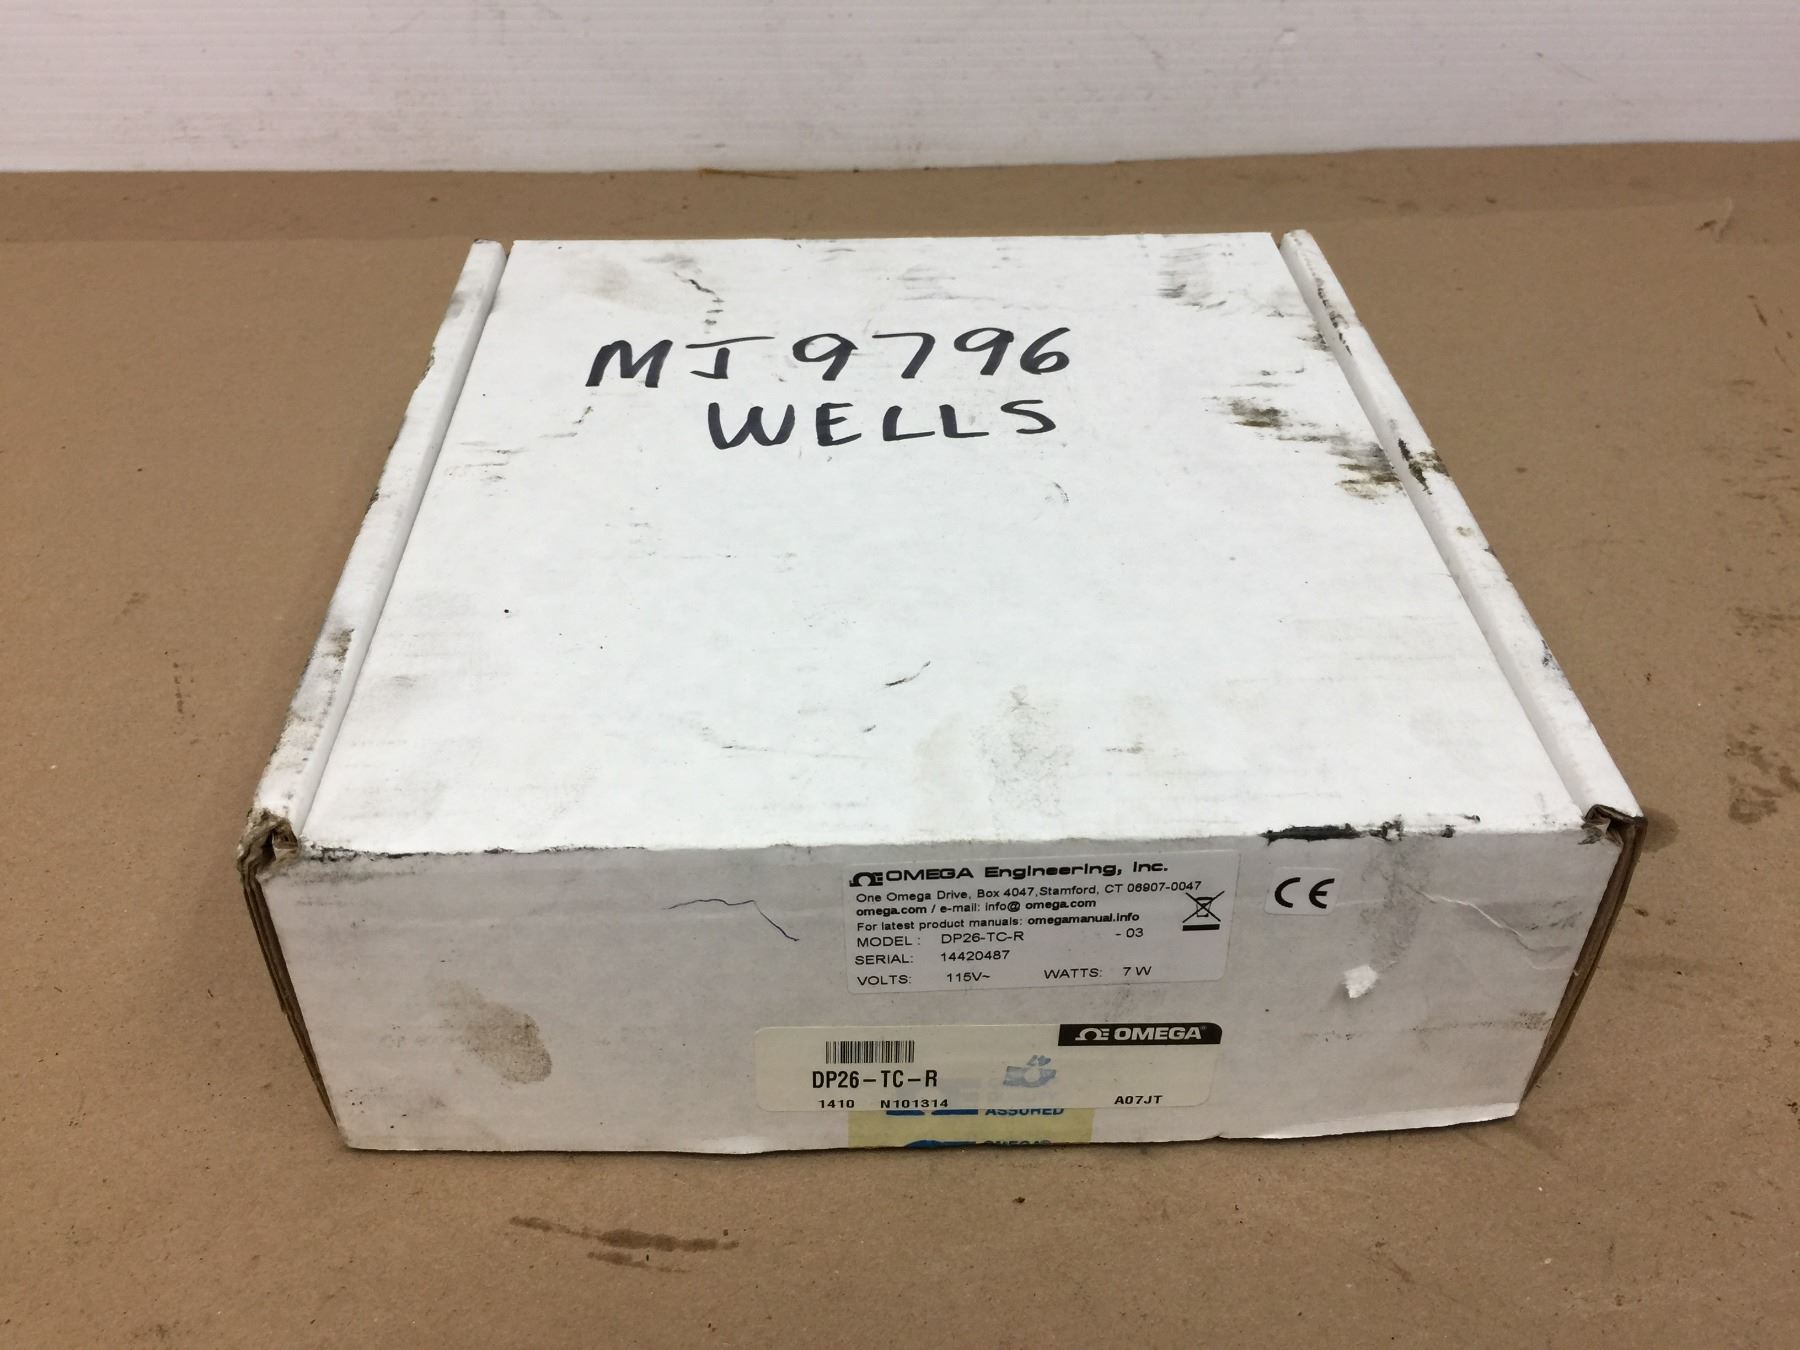 MJ9796
WELLS
OMEGA Engineering, Inc.
One Omega Drive, Box 4047, Stamford, CT 06907-0047
omega.com / e-mail: info@ omega.com
For latest product manuals: omegamanual.info
MODEL : DP26-TC-R - 03
SERIAL: 14420487
VOLTS: 115V~ WATTS: 7 W
CE
OMEGA®
DP26-TC-R
1410 N101314 A07JT
ASSURED
OMEGA®